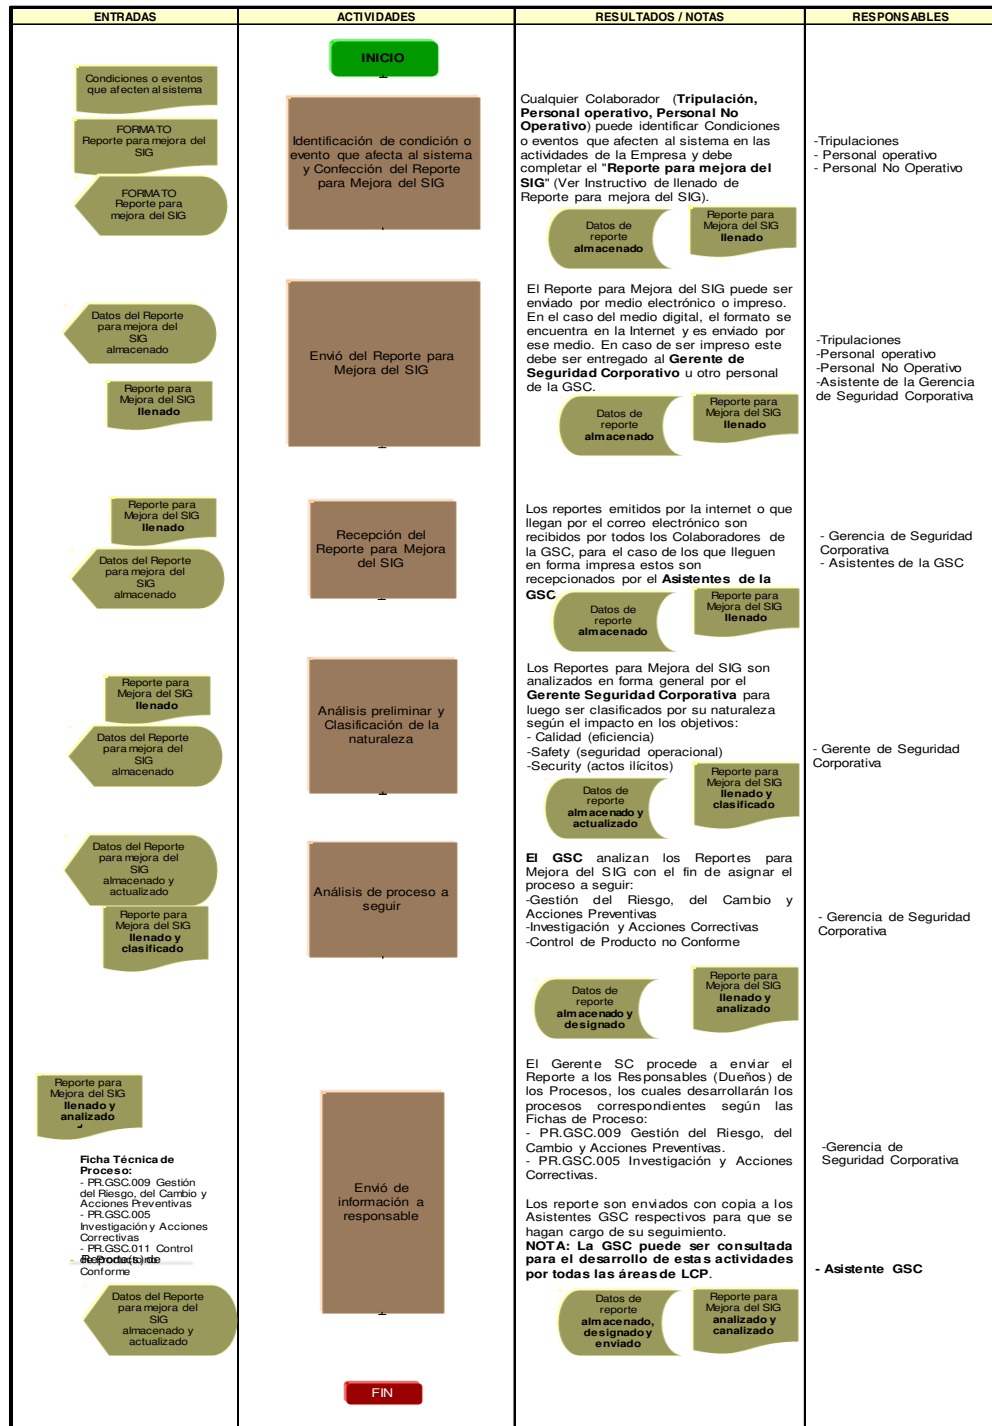 ENTRADAS
ACTIVIDADES
RESULTADOS / NOTAS
RESPONSABLES
INICIO
Condiciones o eventos
que afecten al sistema
FORMATO
Reporte para mejora del
SIG
FORMATO
Reporte para
mejora del SIG
Identificación de condición o
evento que afecta al sistema
y Confección del Reporte
para Mejora del SIG
Cualquier Colaborador (Tripulación,
Personal operativo, Personal No
Operativo) puede identificar Condiciones
o eventos que afecten al sistema en las
actividades de la Empresa y debe
completar el "Reporte para mejora del
SIG" (Ver Instructivo de llenado de
Reporte para mejora del SIG).
Datos de
reporte
almacenado
Reporte para
Mejora del SIG
llenado
-Tripulaciones
- Personal operativo
- Personal No Operativo
Datos del Reporte
para mejora del
SIG
almacenado
Reporte para
Mejora del SIG
llenado
Envió del Reporte para
Mejora del SIG
El Reporte para Mejora del SIG puede ser
enviado por medio electrónico o impreso.
En el caso del medio digital, el formato se
encuentra en la Internet y es enviado por
ese medio. En caso de ser impreso este
debe ser entregado al Gerente de
Seguridad Corporativo u otro personal
de la GSC.
Datos de
reporte
almacenado
Reporte para
Mejora del SIG
llenado
-Tripulaciones
-Personal operativo
-Personal No Operativo
-Asistente de la Gerencia
de Seguridad Corporativa
Reporte para
Mejora del SIG
llenado
Datos del Reporte
para mejora del
SIG
almacenado
Recepción del
Reporte para Mejora
del SIG
Los reportes emitidos por la internet o que
llegan por el correo electrónico son
recibidos por todos los Colaboradores de
la GSC, para el caso de los que lleguen
en forma impresa estos son
recepcionados por el Asistentes de la
GSC
Datos de
reporte
almacenado
Reporte para
Mejora del SIG
llenado
- Gerencia de Seguridad
Corporativa
- Asistentes de la GSC
Reporte para
Mejora del SIG
llenado
Datos del Reporte
para mejora del
SIG
almacenado
Análisis preliminar y
Clasificación de la
naturaleza
Los Reportes para Mejora del SIG son
analizados en forma general por el
Gerente Seguridad Corporativa para
luego ser clasificados por su naturaleza
según el impacto en los objetivos:
- Calidad (eficiencia)
-Safety (seguridad operacional)
-Security (actos ilícitos)
Datos de
reporte
almacenado y
actualizado
Reporte para
Mejora del SIG
llenado y
clasificado
- Gerente de Seguridad
Corporativa
Datos del Reporte
para mejora del
SIG
almacenado y
actualizado
Reporte para
Mejora del SIG
llenado y
clasificado
Análisis de proceso a
seguir
El GSC analizan los Reportes para
Mejora del SIG con el fin de asignar el
proceso a seguir:
-Gestión del Riesgo, del Cambio y
Acciones Preventivas
-Investigación y Acciones Correctivas
-Control de Producto no Conforme
Datos de
reporte
almacenado y
designado
Reporte para
Mejora del SIG
llenado y
analizado
- Gerencia de Seguridad
Corporativa
Reporte para
Mejora del SIG
llenado y
analizado
Ficha Técnica de
Proceso:
- PR.GSC.009 Gestión
del Riesgo, del Cambio y
Acciones Preventivas
- PR.GSC.005
Investigación y Acciones
Correctivas
- PR.GSC.011 Control
Conforme
Datos del Reporte
para mejora del
SIG
almacenado y
actualizado
Envió de
información a
responsable
El Gerente SC procede a enviar el
Reporte a los Responsables (Dueños) de
los Procesos, los cuales desarrollarán los
procesos correspondientes según las
Fichas de Proceso:
- PR.GSC.009 Gestión del Riesgo, del
Cambio y Acciones Preventivas.
- PR.GSC.005 Investigación y Acciones
Correctivas.
Los reporte son enviados con copia a los
Asistentes GSC respectivos para que se
hagan cargo de su seguimiento.
NOTA: La GSC puede ser consultada
para el desarrollo de estas actividades
por todas las áreas de LCP.
Datos de
reporte
almacenado,
designado y
enviado
Reporte para
Mejora del SIG
analizado y
canalizado
-Gerencia de
Seguridad Corporativa
- Asistente GSC
FIN